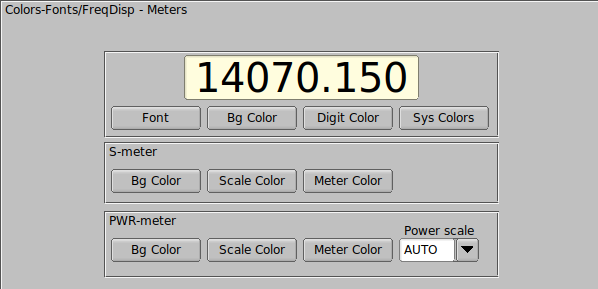 Colors-Fonts/FreqDisp - Meters
14070.150
Font Bg Color Digit Color Sys Colors
S-meter
Bg Color Scale Color Meter Color
PWR-meter
Power scale
Bg Color Scale Color Meter Color AUTO